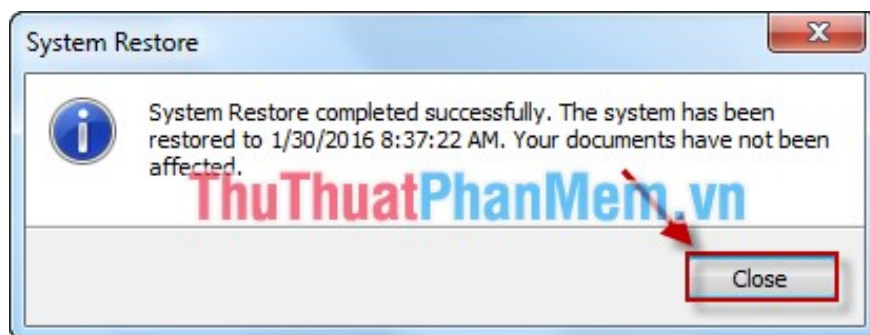 System Restore
System Restore completed successfully. The system has been
restored to 1/30/2016 8:37:22 AM. Your documents have not been
affected.
ThuThuatPhanMem.vn
Close